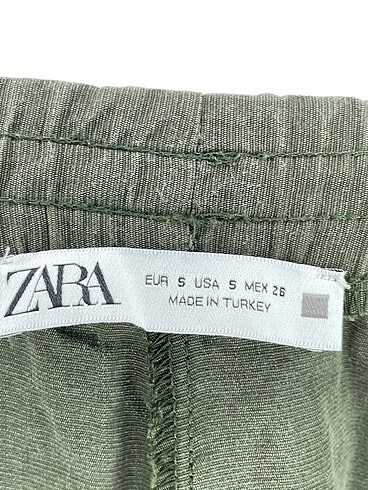 ZARA
EUR S USA S MEX 26
MADE IN TURKEY